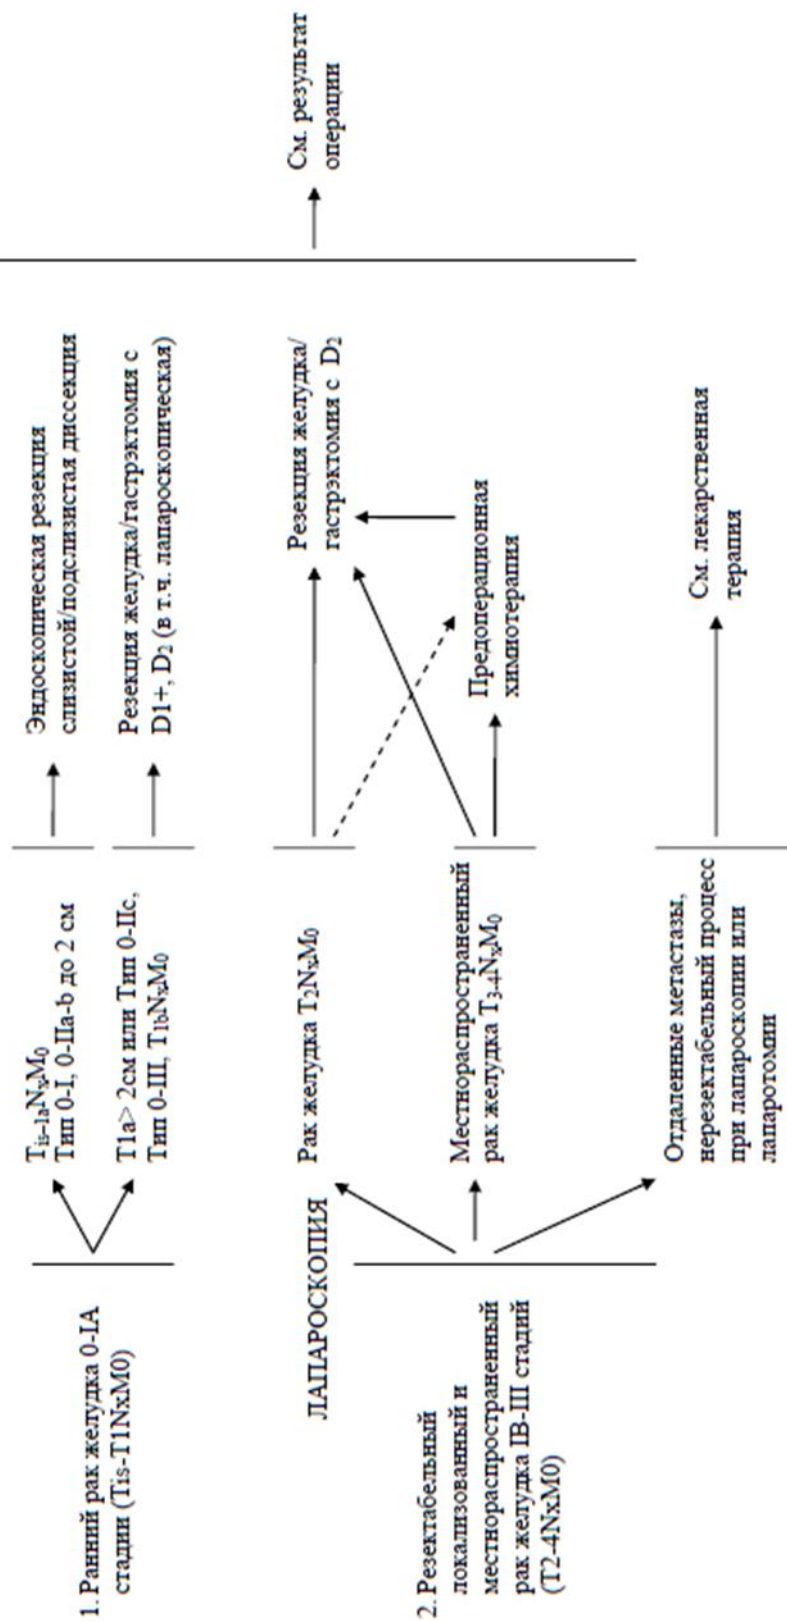 1. Ранний рак желудка 0-IA
стадии (Tis-T1NxM0)
Tis-1aNxM0
Тип 0-I, 0-IIa-b до 2 см
Эндоскопическая резекция
слизистой/подслизистая диссекция
T1a> 2см или Тип 0-IIc,
Тип 0-III, T1bNxM0
Резекция желудка/гастрэктомия с
D1+, D2 (в т.ч. лапароскопическая)
ЛАПАРОСКОПИЯ
2. Резектабельный
локализованный и
местнораспространенный
рак желудка IB-III стадий
(T2-4NxM0)
Рак желудка T2NxM0
Резекция желудка/
гастрэктомия с D2
Местнораспространенный
рак желудка T3-4NxM0
Предоперационная
химиотерапия
Отдаленные метастазы,
нерезектабельный процесс
при лапароскопии или
лапаротомии
См. лекарственная
терапия
См. результат
операции